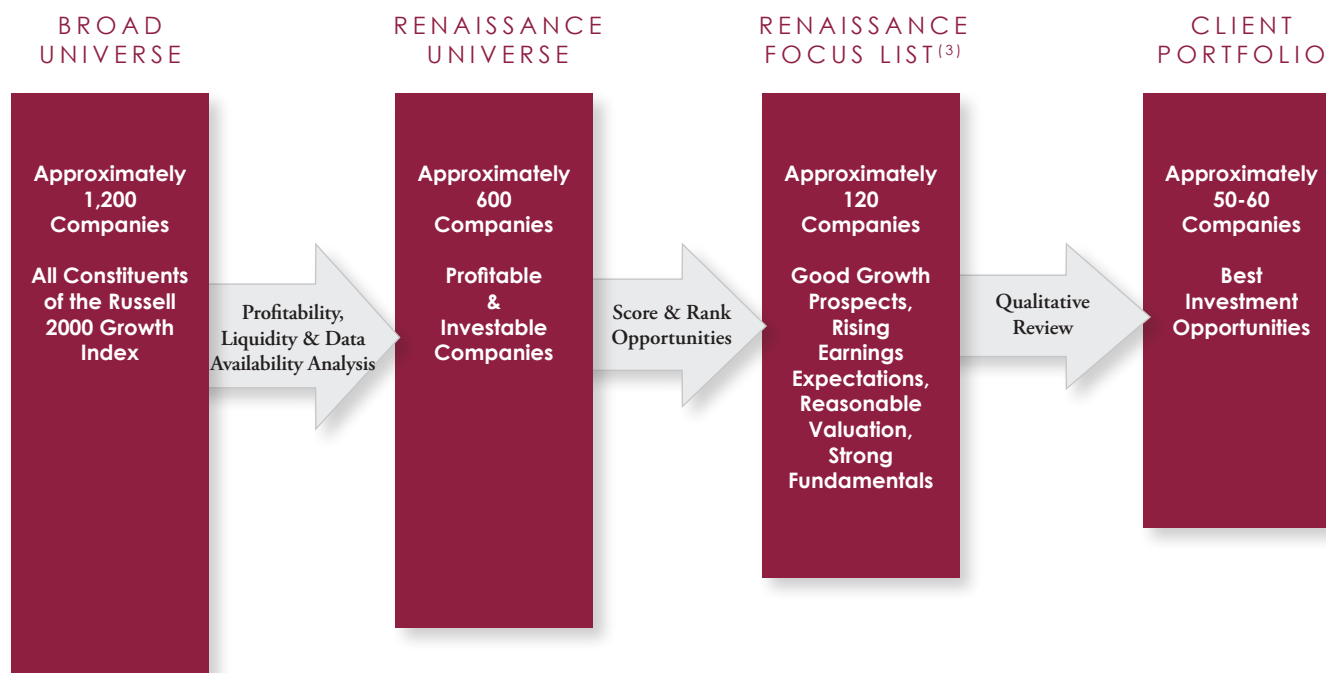 BROAD
UNIVERSE
Approximately
1,200
Companies
All Constituents
of the Russell
2000 Growth
Index
Profitability,
Liquidity & Data
Availability Analysis
RENAISSANCE
UNIVERSE
Approximately
600
Companies
Profitable
&
Investable
Companies
Score & Rank
Opportunities
RENAISSANCE
FOCUS LIST(3)
Approximately
120
Companies
Good Growth
Prospects,
Rising
Earnings
Expectations,
Reasonable
Valuation,
Strong
Fundamentals
Qualitative
Review
CLIENT
PORTFOLIO
Approximately
50-60
Companies
Best
Investment
Opportunities